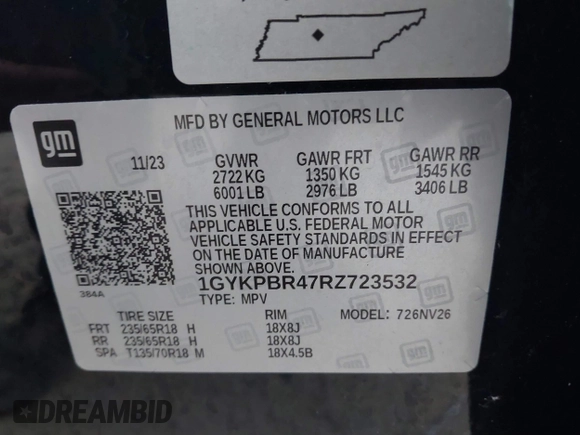 gm
MFD BY GENERAL MOTORS LLC
11/23
GVWR
2722 KG
6001 LB
GAWR FRT
1350 KG
2976 LB
GAWR RR
1545 KG
3406 LB
THIS VEHICLE CONFORMS TO ALL
APPLICABLE U.S. FEDERAL MOTOR
VEHICLE SAFETY STANDARDS IN EFFECT
ON THE DATE OF MANUFACTURE
SHOWN ABOVE.
384A
1GYKPBR47RZ723532
TYPE: MPV
MODEL: 726NV26
TIRE SIZE RIM
FRT 235/65R18 H 18X8J
RR 235/65R18 H 18X8J
SPA T135/70R18 M 18X4.5B
DREAMBID